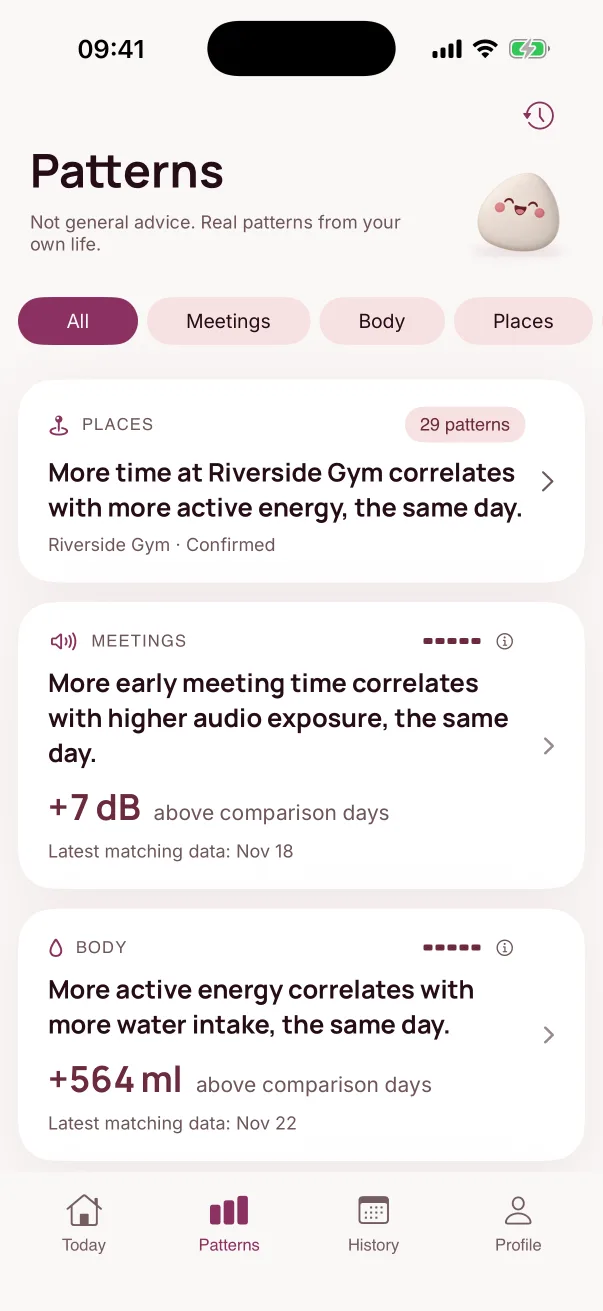 09:41
Patterns
Not general advice. Real patterns from your
own life.
All
Meetings
Body
Places
PLACES
29 patterns
More time at Riverside Gym correlates
with more active energy, the same day.
Riverside Gym · Confirmed
MEETINGS
More early meeting time correlates
with higher audio exposure, the same
day.
+7 dB above comparison days
Latest matching data: Nov 18
BODY
More active energy correlates with
more water intake, the same day.
+564 ml above comparison days
Latest matching data: Nov 22
Today
Patterns
History
Profile